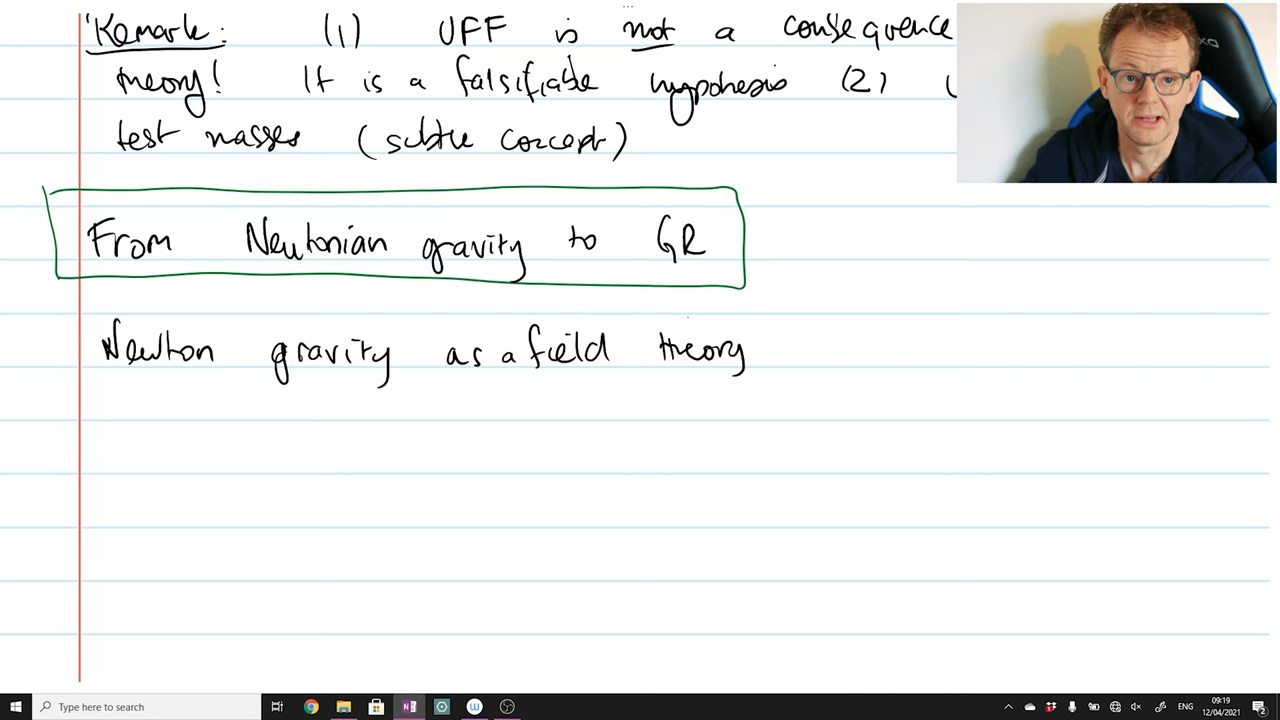 Remark: (1) UFF is not a consequence
theory! It is a falsifiable hypothesis (2)
test masses (subtle concept)
From Newtonian gravity to GR
Newton gravity as a field theory
Type here to search
ENG
09:19
12/04/2021